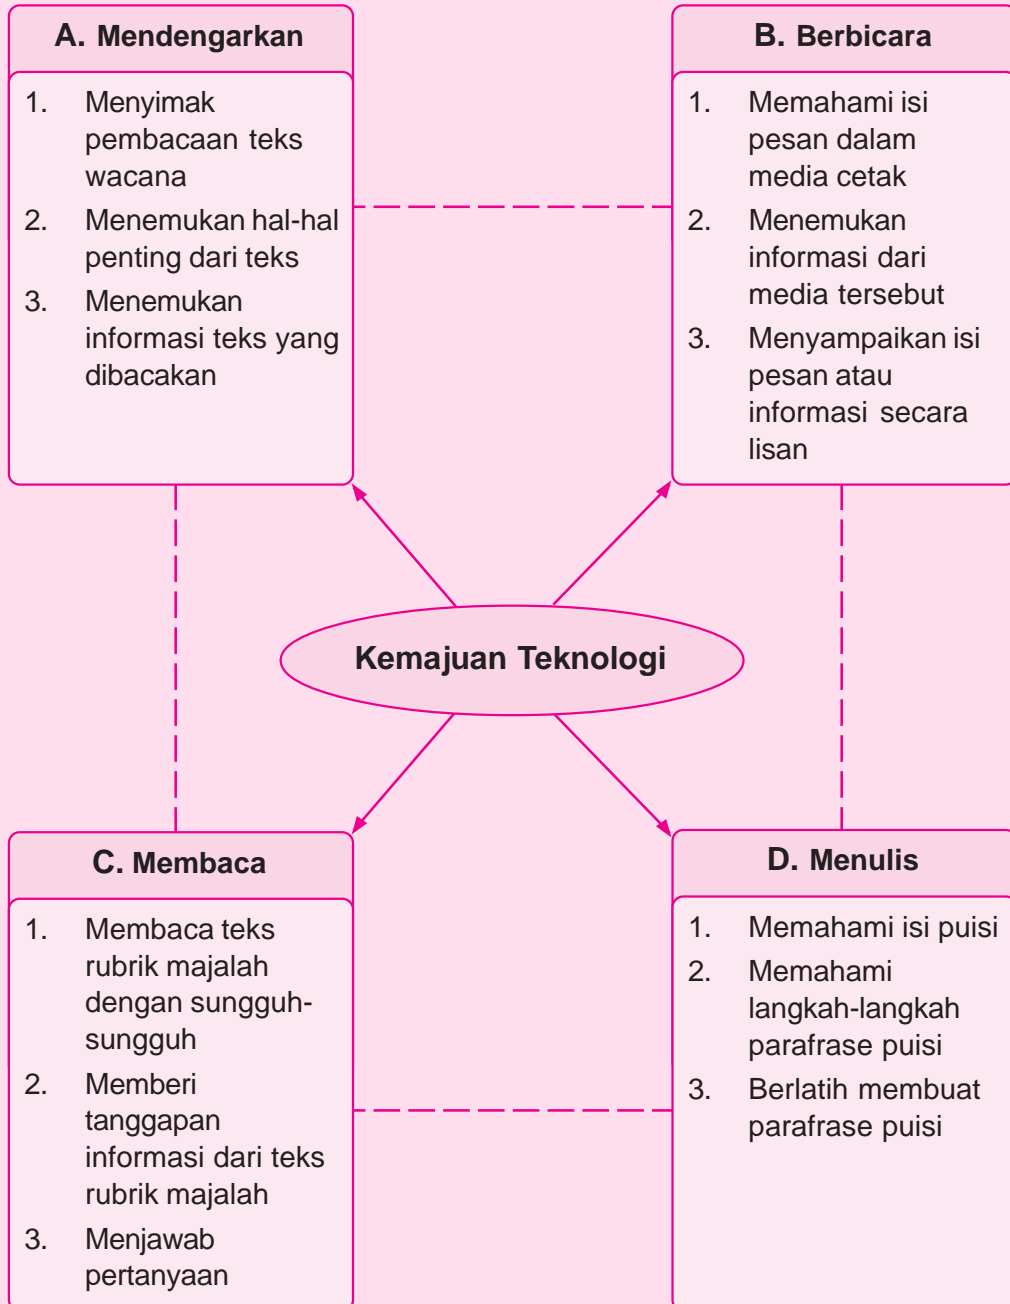 A. Mendengarkan
1. Menyimak
pembacaan teks
wacana
2. Menemukan hal-hal
penting dari teks
3. Menemukan
informasi teks yang
dibacakan
B. Berbicara
1. Memahami isi
pesan dalam
media cetak
2. Menemukan
informasi dari
media tersebut
3. Menyampaikan isi
pesan atau
informasi secara
lisan
Kemajuan Teknologi
C. Membaca
1. Membaca teks
rubrik majalah
dengan sungguh-
sungguh
2. Memberi
tanggapan
informasi dari teks
rubrik majalah
3. Menjawab
pertanyaan
D. Menulis
1. Memahami isi puisi
2. Memahami
langkah-langkah
parafrase puisi
3. Berlatih membuat
parafrase puisi